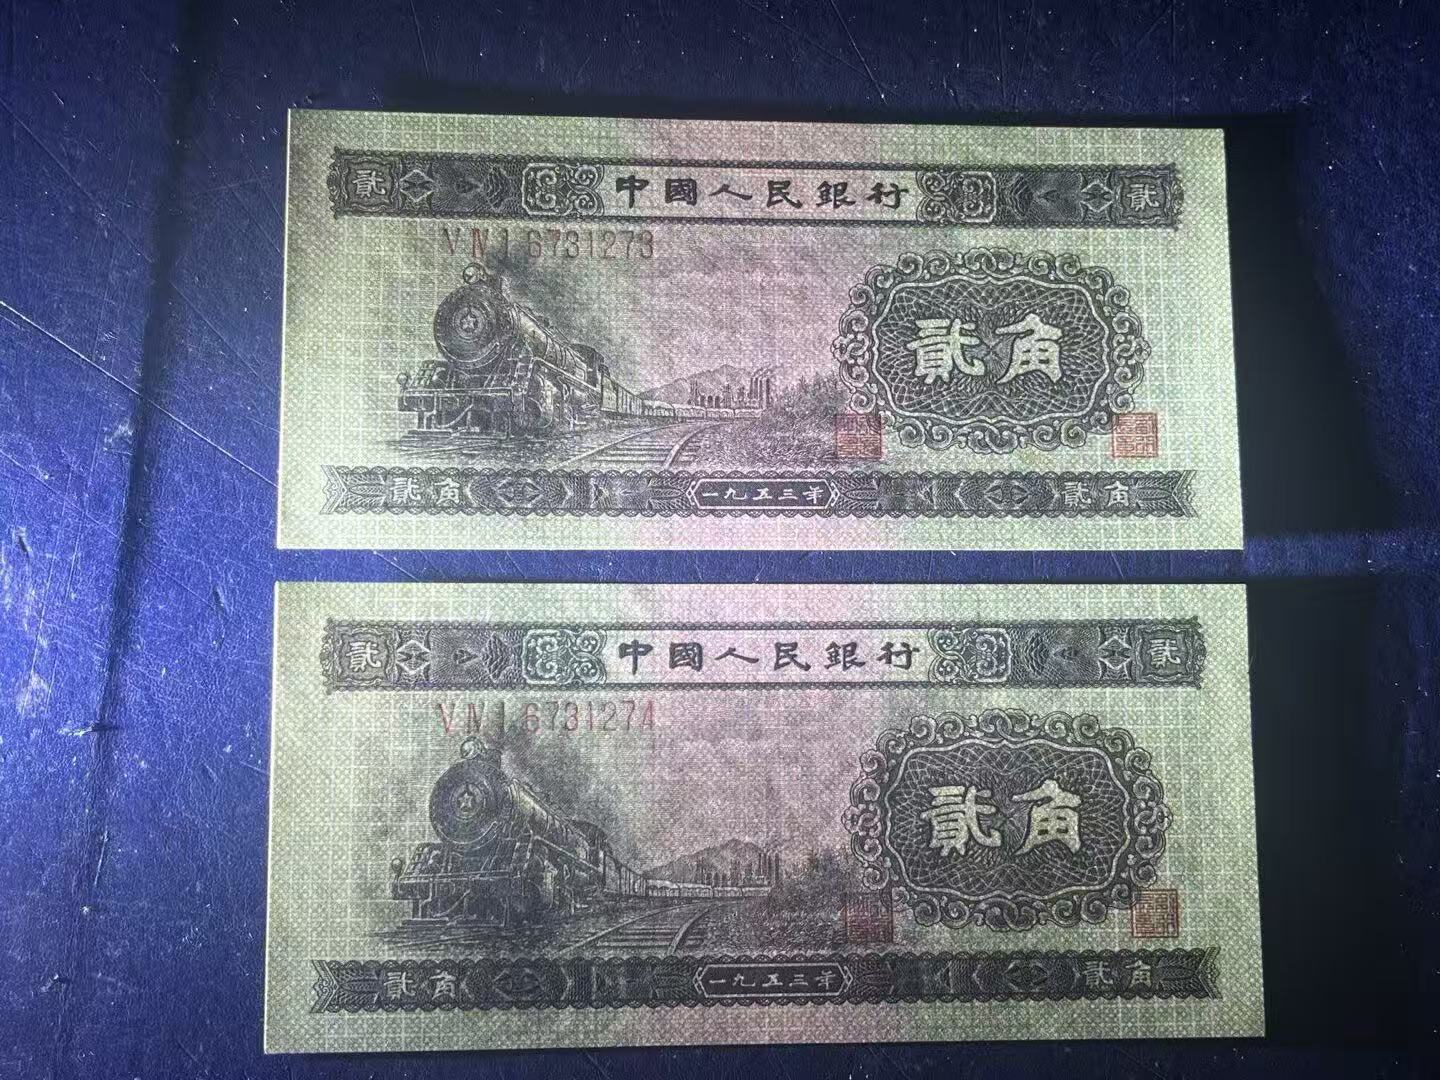 貳 中國人民銀行 貳
VIV I 6731273
貳角
貳角 一九五三年 貳角
貳 中國人民銀行 貳
VIV I 6731274
貳角
貳角 一九五三年 貳角